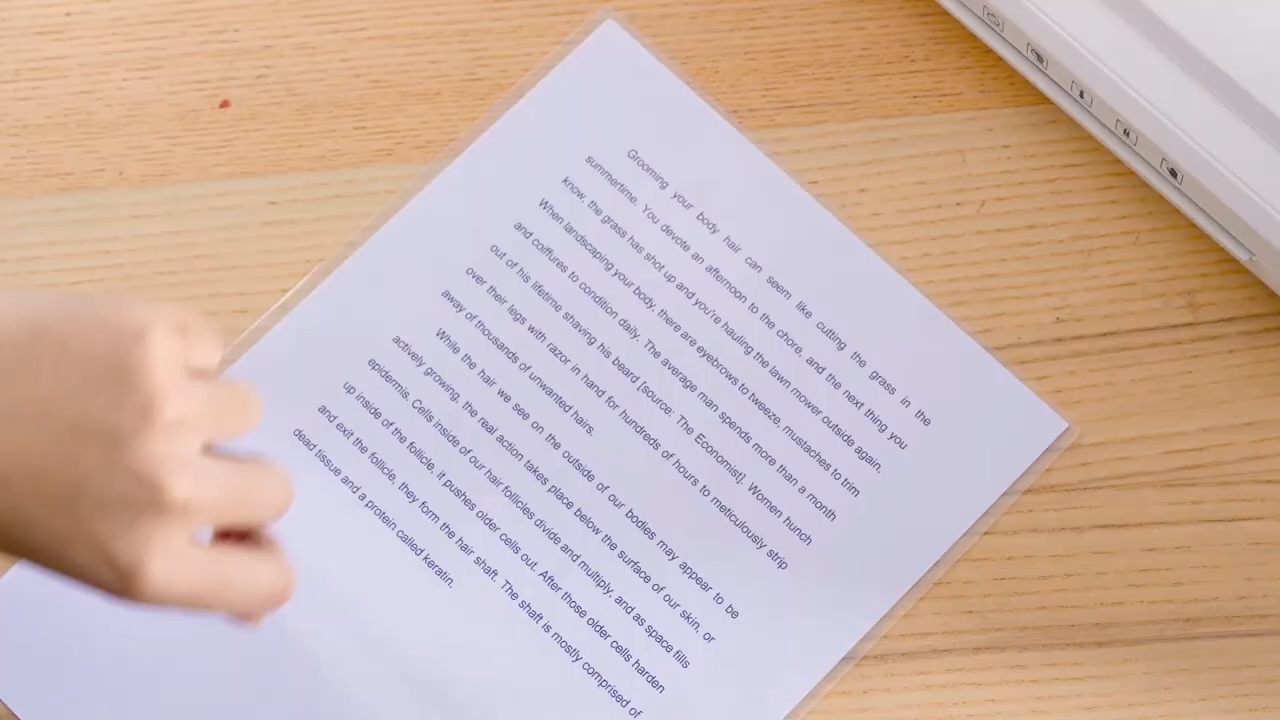 Grooming your body hair can seem like cutting the grass in the
summertime. You devote an afternoon to the chore, and the next thing you
know, the grass has shot up and you're hauling the lawn mower outside again.
When landscaping your body, there are eyebrows to tweeze, mustaches to trim
and coiffures to condition daily. The average man spends more than a month
out of his lifetime shaving his beard [source: The Economist]. Women hunch
over their legs with razor in hand for hundreds of hours to meticulously strip
away of thousands of unwanted hairs.
While the hair we see on the outside of our bodies may appear to be
actively growing, the real action takes place below the surface of our skin, or
epidermis. Cells inside of our hair follicles divide and multiply, and as space fills
up inside of the follicle, it pushes older cells out. After those older cells harden
and exit the follicle, they form the hair shaft. The shaft is mostly comprised of
dead tissue and a protein called keratin.